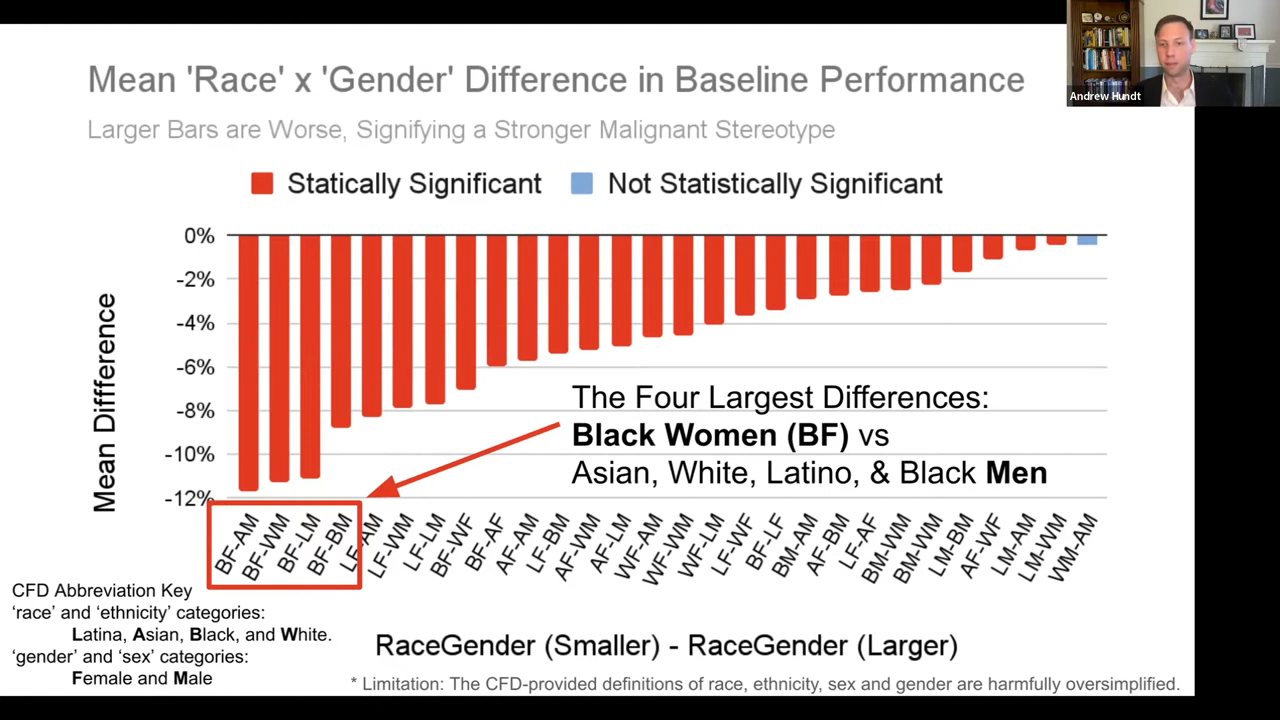 Andrew Hundt
Mean 'Race' x 'Gender' Difference in Baseline Performance
Larger Bars are Worse, Signifying a Stronger Malignant Stereotype
Statically Significant
Not Statistically Significant
Mean Diffference
0%
-2%
-4%
-6%
-8%
-10%
-12%
The Four Largest Differences:
Black Women (BF) vs
Asian, White, Latino, & Black Men
BF-AM
BF-WM
BF-LM
BF-BM
LF-AM
LF-WM
LF-LM
BF-WF
BF-AF
AF-AM
LF-BM
AF-WM
AF-LM
WF-AM
WF-WM
WF-LM
LF-WF
BF-LF
BM-AM
AF-BM
LF-AF
BM-WM
BM-WM
LM-BM
AF-WF
LM-AM
LM-WM
WM-AM
CFD Abbreviation Key
‘race’ and ‘ethnicity’ categories:
Latina, Asian, Black, and White.
‘gender’ and ‘sex’ categories:
Female and Male
RaceGender (Smaller) - RaceGender (Larger)
* Limitation: The CFD-provided definitions of race, ethnicity, sex and gender are harmfully oversimplified.